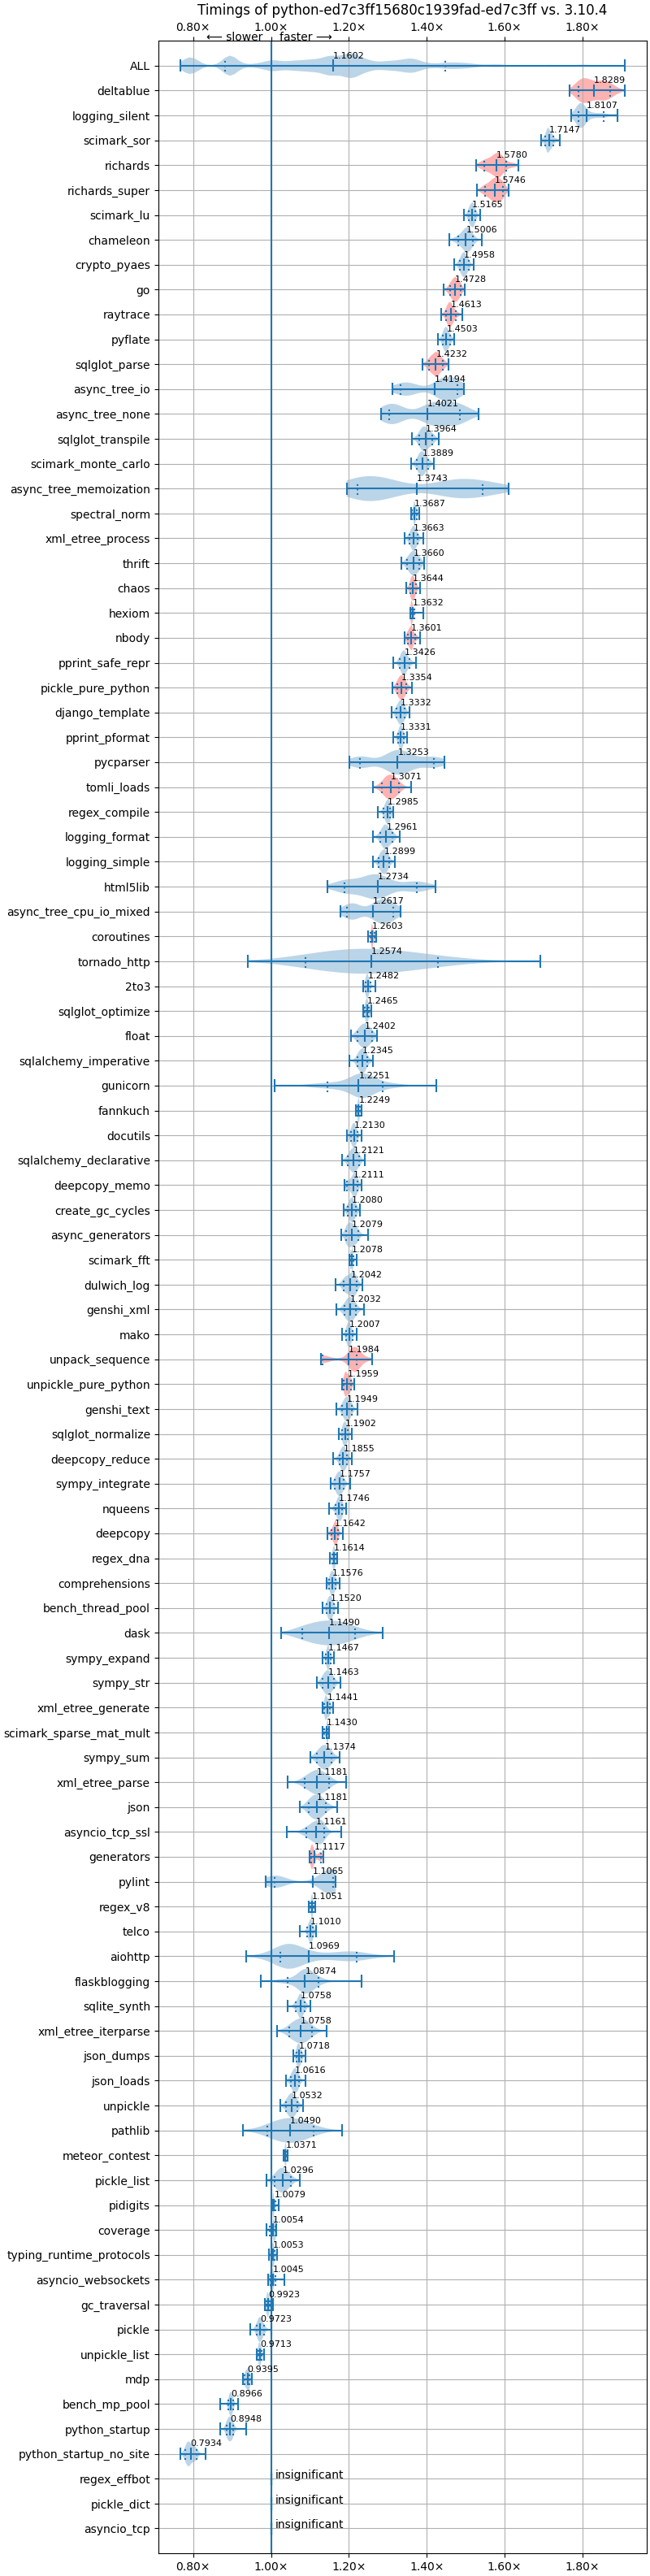 Timings of python-ed7c3ff15680c1939fad-ed7c3ff vs. 3.10.4
0.80× 1.00× 1.20× 1.40× 1.60× 1.80×
⟵ slower faster ⟶
ALL 1.1602
deltablue 1.8289
logging_silent 1.8107
scimark_sor 1.7147
richards 1.5780
richards_super 1.5746
scimark_lu 1.5165
chameleon 1.5006
crypto_pyaes 1.4958
go 1.4728
raytrace 1.4613
pyflate 1.4503
sqlglot_parse 1.4232
async_tree_io 1.4194
async_tree_none 1.4021
sqlglot_transpile 1.3964
scimark_monte_carlo 1.3889
async_tree_memoization 1.3743
spectral_norm 1.3687
xml_etree_process 1.3663
thrift 1.3660
chaos 1.3644
hexiom 1.3632
nbody 1.3601
pprint_safe_repr 1.3426
pickle_pure_python 1.3354
django_template 1.3332
pprint_pformat 1.3331
pycparser 1.3253
tomli_loads 1.3071
regex_compile 1.2985
logging_format 1.2961
logging_simple 1.2899
html5lib 1.2734
async_tree_cpu_io_mixed 1.2617
coroutines 1.2603
tornado_http 1.2574
2to3 1.2482
sqlglot_optimize 1.2465
float 1.2402
sqlalchemy_imperative 1.2345
gunicorn 1.2251
fannkuch 1.2249
docutils 1.2130
sqlalchemy_declarative 1.2121
deepcopy_memo 1.2111
create_gc_cycles 1.2080
async_generators 1.2079
scimark_fft 1.2078
dulwich_log 1.2042
genshi_xml 1.2032
mako 1.2007
unpack_sequence 1.1984
unpickle_pure_python 1.1959
genshi_text 1.1949
sqlglot_normalize 1.1902
deepcopy_reduce 1.1855
sympy_integrate 1.1757
nqueens 1.1746
deepcopy 1.1642
regex_dna 1.1614
comprehensions 1.1576
bench_thread_pool 1.1520
dask 1.1490
sympy_expand 1.1467
sympy_str 1.1463
xml_etree_generate 1.1441
scimark_sparse_mat_mult 1.1430
sympy_sum 1.1374
xml_etree_parse 1.1181
json 1.1181
asyncio_tcp_ssl 1.1161
generators 1.1117
pylint 1.1065
regex_v8 1.1051
telco 1.1010
aiohttp 1.0969
flaskblogging 1.0874
sqlite_synth 1.0758
xml_etree_iterparse 1.0758
json_dumps 1.0718
json_loads 1.0616
unpickle 1.0532
pathlib 1.0490
meteor_contest 1.0371
pickle_list 1.0296
pidigits 1.0079
coverage 1.0054
typing_runtime_protocols 1.0053
asyncio_websockets 1.0045
gc_traversal 0.9923
pickle 0.9723
unpickle_list 0.9713
mdp 0.9395
bench_mp_pool 0.8966
python_startup 0.8948
python_startup_no_site 0.7934
regex_effbot insignificant
pickle_dict insignificant
asyncio_tcp insignificant
0.80× 1.00× 1.20× 1.40× 1.60× 1.80×